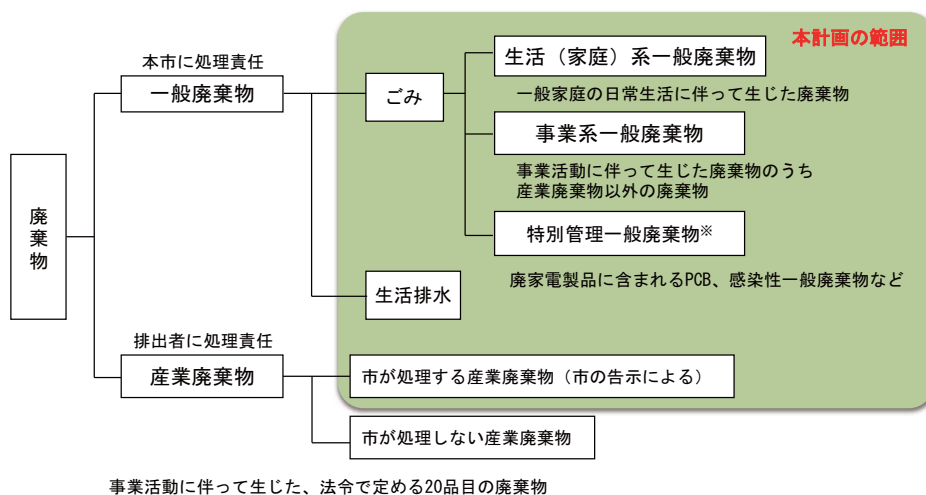 本計画の範囲
生活（家庭）系一般廃棄物
本市に処理責任
一般廃棄物
ごみ
一般家庭の日常生活に伴って生じた廃棄物
事業系一般廃棄物
事業活動に伴って生じた廃棄物のうち
産業廃棄物以外の廃棄物
廃棄物
特別管理一般廃棄物※
廃家電製品に含まれるPCB、感染性一般廃棄物など
生活排水
排出者に処理責任
産業廃棄物
市が処理する産業廃棄物（市の告示による）
市が処理しない産業廃棄物
事業活動に伴って生じた、法令で定める20品目の廃棄物